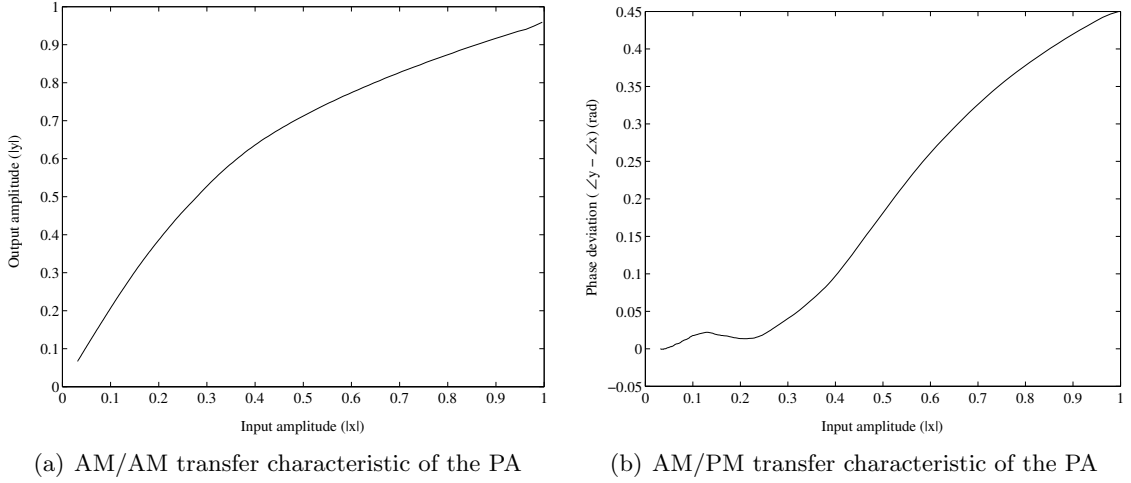 1
0.9
0.8
0.7
0.6
0.5
0.4
0.3
0.2
0.1
0
Output amplitude (|y|)
0 0.1 0.2 0.3 0.4 0.5 0.6 0.7 0.8 0.9 1
Input amplitude (|x|)
(a) AM/AM transfer characteristic of the PA
0.45
0.4
0.35
0.3
0.25
0.2
0.15
0.1
0.05
0
−0.05
Phase deviation (∠y − ∠x) (rad)
0 0.1 0.2 0.3 0.4 0.5 0.6 0.7 0.8 0.9 1
Input amplitude (|x|)
(b) AM/PM transfer characteristic of the PA